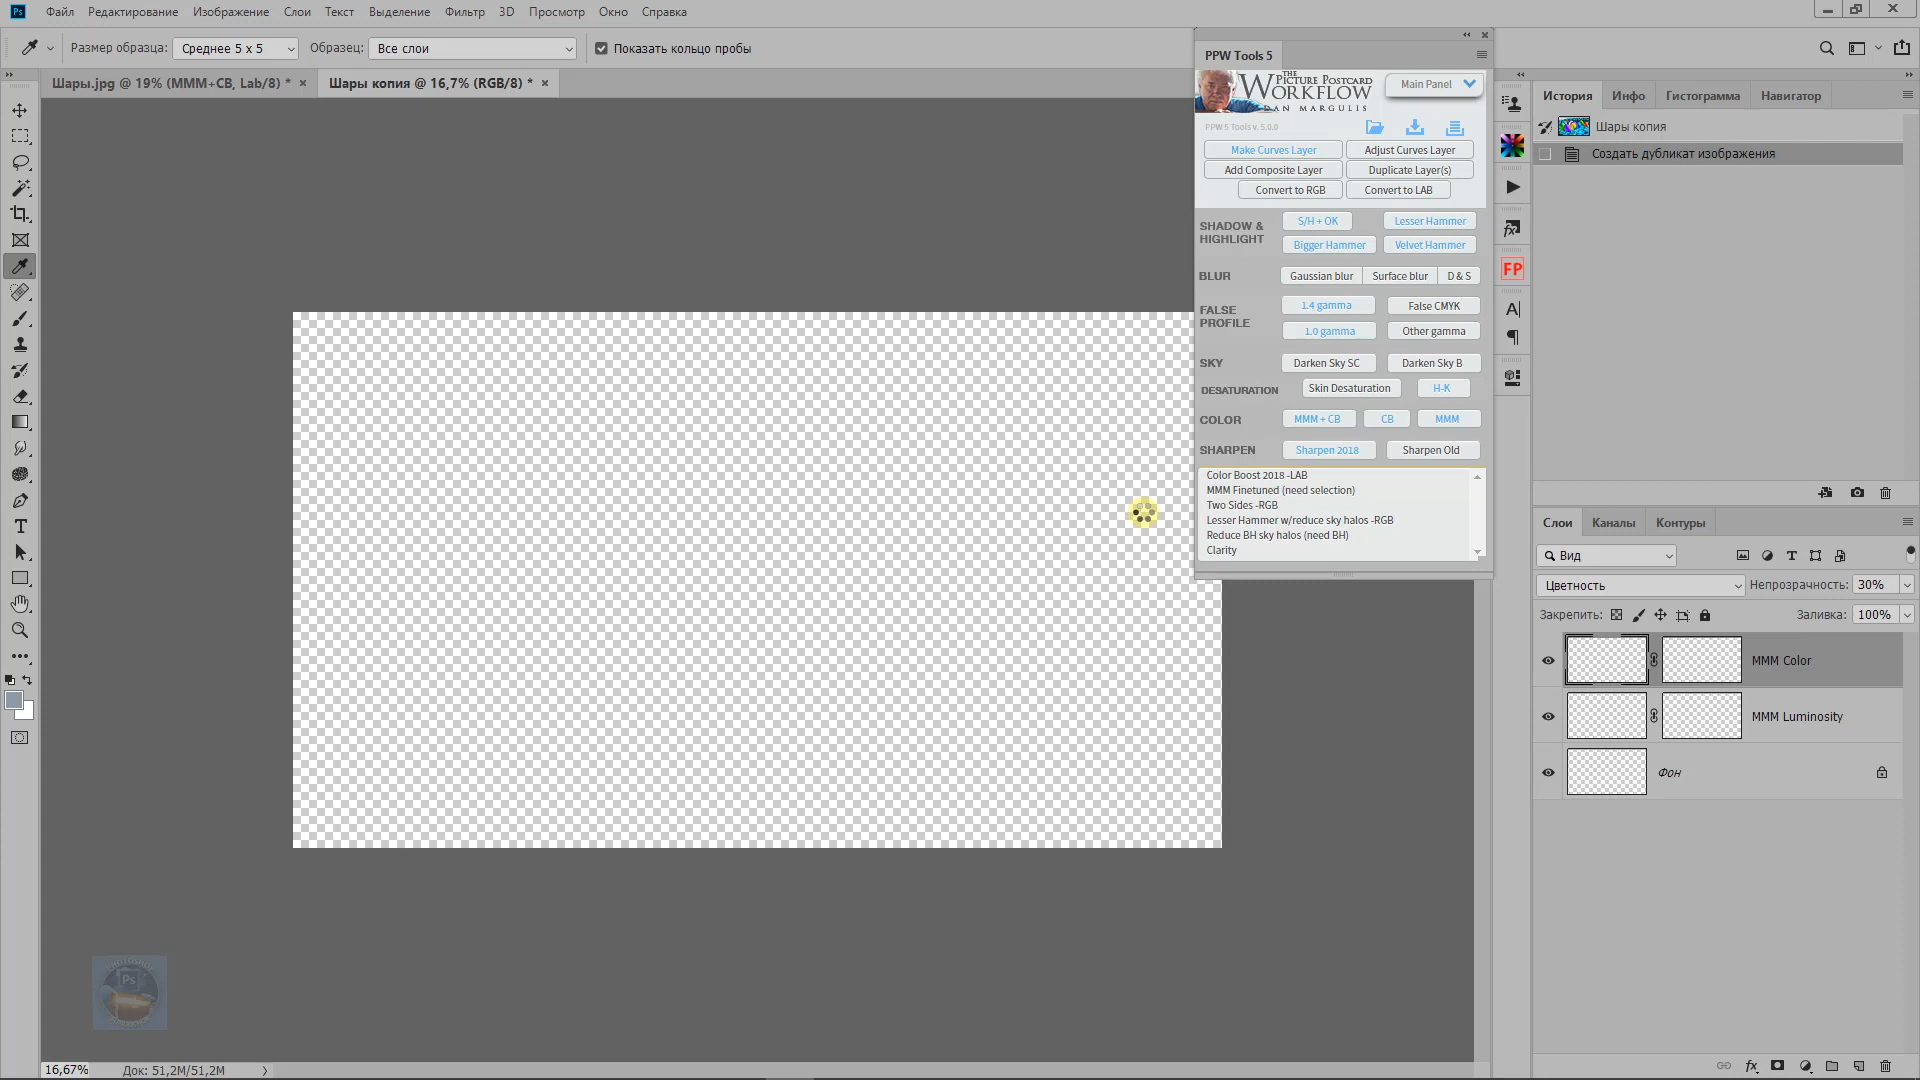 Ps Файл Редактирование Изображение Слои Текст Выделение Фильтр 3D Просмотр Окно Справка
Размер образца: Среднее 5 x 5 Образец: Все слои Показать кольцо пробы
Шары.jpg @ 19% (MMM+CB, Lab/8) * × Шары копия @ 16,7% (RGB/8) * ×
PPW Tools 5
THE PICTURE POSTCARD
WORKFLOW
DAN MARGULIS
Main Panel
PPW 5 Tools v. 5.0.0
Make Curves Layer Adjust Curves Layer
Add Composite Layer Duplicate Layer(s)
Convert to RGB Convert to LAB
SHADOW & HIGHLIGHT S/H + OK Lesser Hammer
Bigger Hammer Velvet Hammer
BLUR Gaussian blur Surface blur D & S
FALSE PROFILE 1.4 gamma False CMYK
1.0 gamma Other gamma
SKY Darken Sky SC Darken Sky B
DESATURATION Skin Desaturation H-K
COLOR MMM + CB CB MMM
SHARPEN Sharpen 2018 Sharpen Old
Color Boost 2018 -LAB
MMM Finetuned (need selection)
Two Sides -RGB
Lesser Hammer w/reduce sky halos -RGB
Reduce BH sky halos (need BH)
Clarity
FP
История Инфо Гистограмма Навигатор
Шары копия
Создать дубликат изображения
Слои Каналы Контуры
Вид
Цветность Непрозрачность: 30%
Закрепить: Заливка: 100%
MMM Color
MMM Luminosity
Фон
Ps
16,67% Док: 51,2M/51,2M